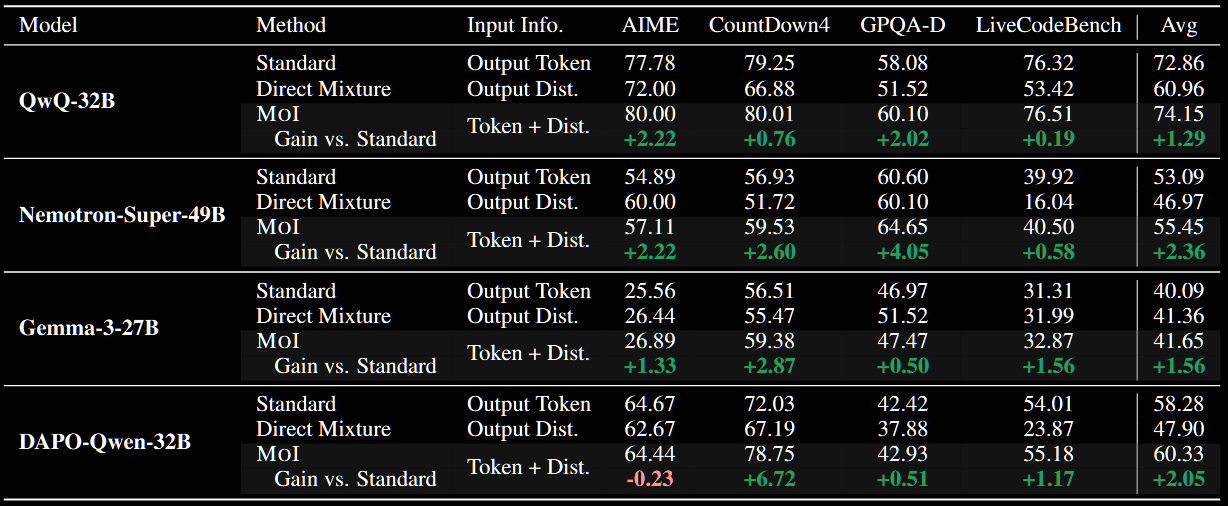 Model Method Input Info. AIME CountDown4 GPQA-D LiveCodeBench Avg
QwQ-32B
Standard Output Token 77.78 79.25 58.08 76.32 72.86
Direct Mixture Output Dist. 72.00 66.88 51.52 53.42 60.96
MOI Token + Dist. 80.00 80.01 60.10 76.51 74.15
Gain vs. Standard +2.22 +0.76 +2.02 +0.19 +1.29
Nemotron-Super-49B
Standard Output Token 54.89 56.93 60.60 39.92 53.09
Direct Mixture Output Dist. 60.00 51.72 60.10 16.04 46.97
MOI Token + Dist. 57.11 59.53 64.65 40.50 55.45
Gain vs. Standard +2.22 +2.60 +4.05 +0.58 +2.36
Gemma-3-27B
Standard Output Token 25.56 56.51 46.97 31.31 40.09
Direct Mixture Output Dist. 26.44 55.47 51.52 31.99 41.36
MOI Token + Dist. 26.89 59.38 47.47 32.87 41.65
Gain vs. Standard +1.33 +2.87 +0.50 +1.56 +1.56
DAPO-Qwen-32B
Standard Output Token 64.67 72.03 42.42 54.01 58.28
Direct Mixture Output Dist. 62.67 67.19 37.88 23.87 47.90
MOI Token + Dist. 64.44 78.75 42.93 55.18 60.33
Gain vs. Standard -0.23 +6.72 +0.51 +1.17 +2.05